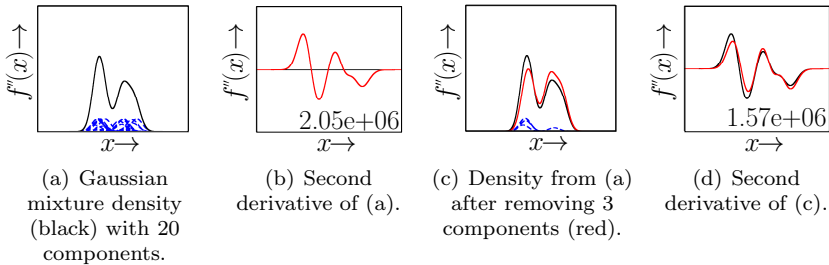 f''(x)→
x→
(a) Gaussian
mixture density
(black) with 20
components.
f''(x)→
2.05e+06
x→
(b) Second
derivative of (a).
f''(x)→
x→
(c) Density from (a)
after removing 3
components (red).
f''(x)→
1.57e+06
x→
(d) Second
derivative of (c).